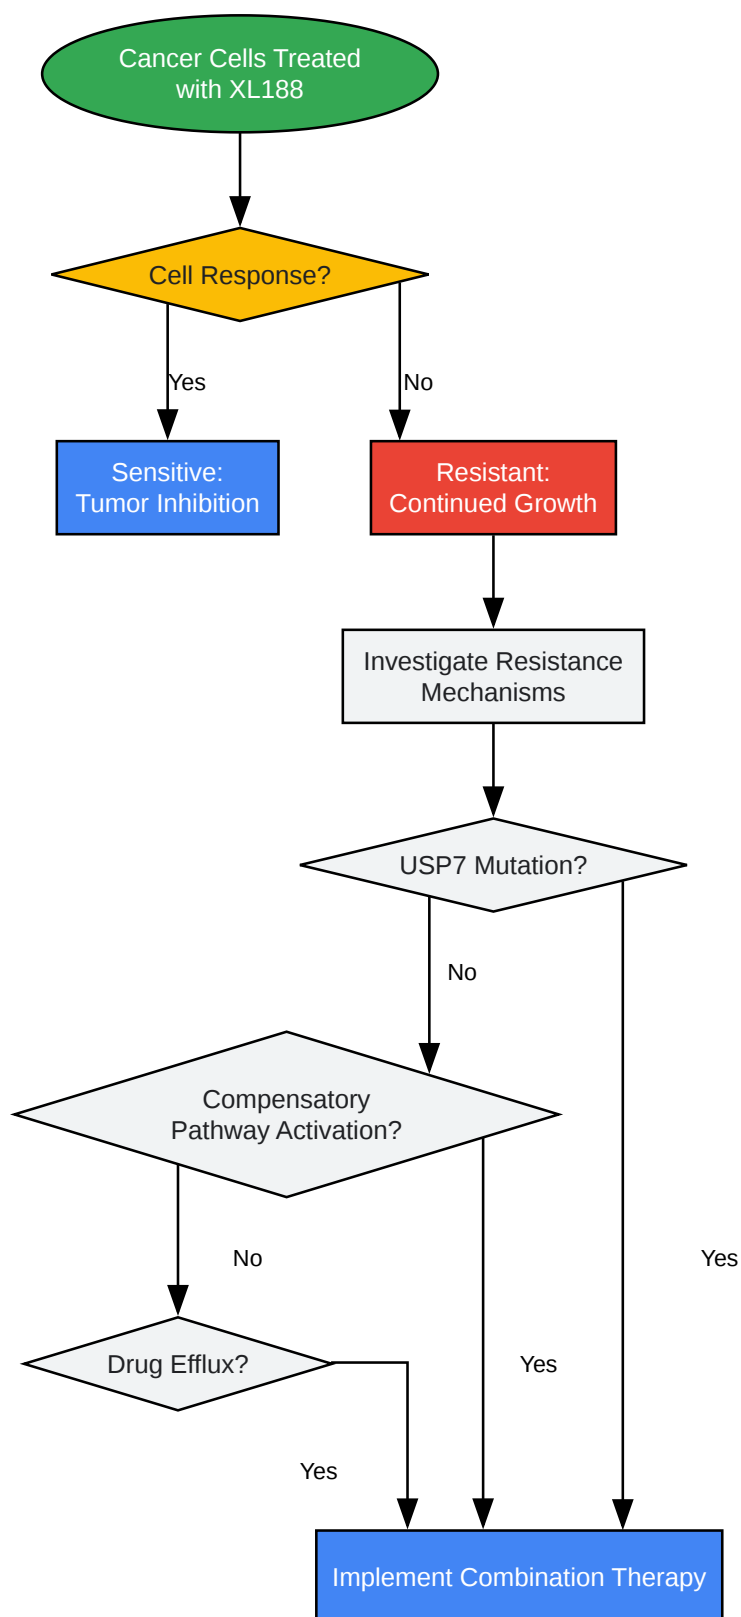 Cancer Cells Treated
with XL188
Cell Response?
Yes
No
Sensitive:
Tumor Inhibition
Resistant:
Continued Growth
Investigate Resistance
Mechanisms
USP7 Mutation?
No
Compensatory
Pathway Activation?
No
Yes
Drug Efflux?
Yes
Yes
Implement Combination Therapy